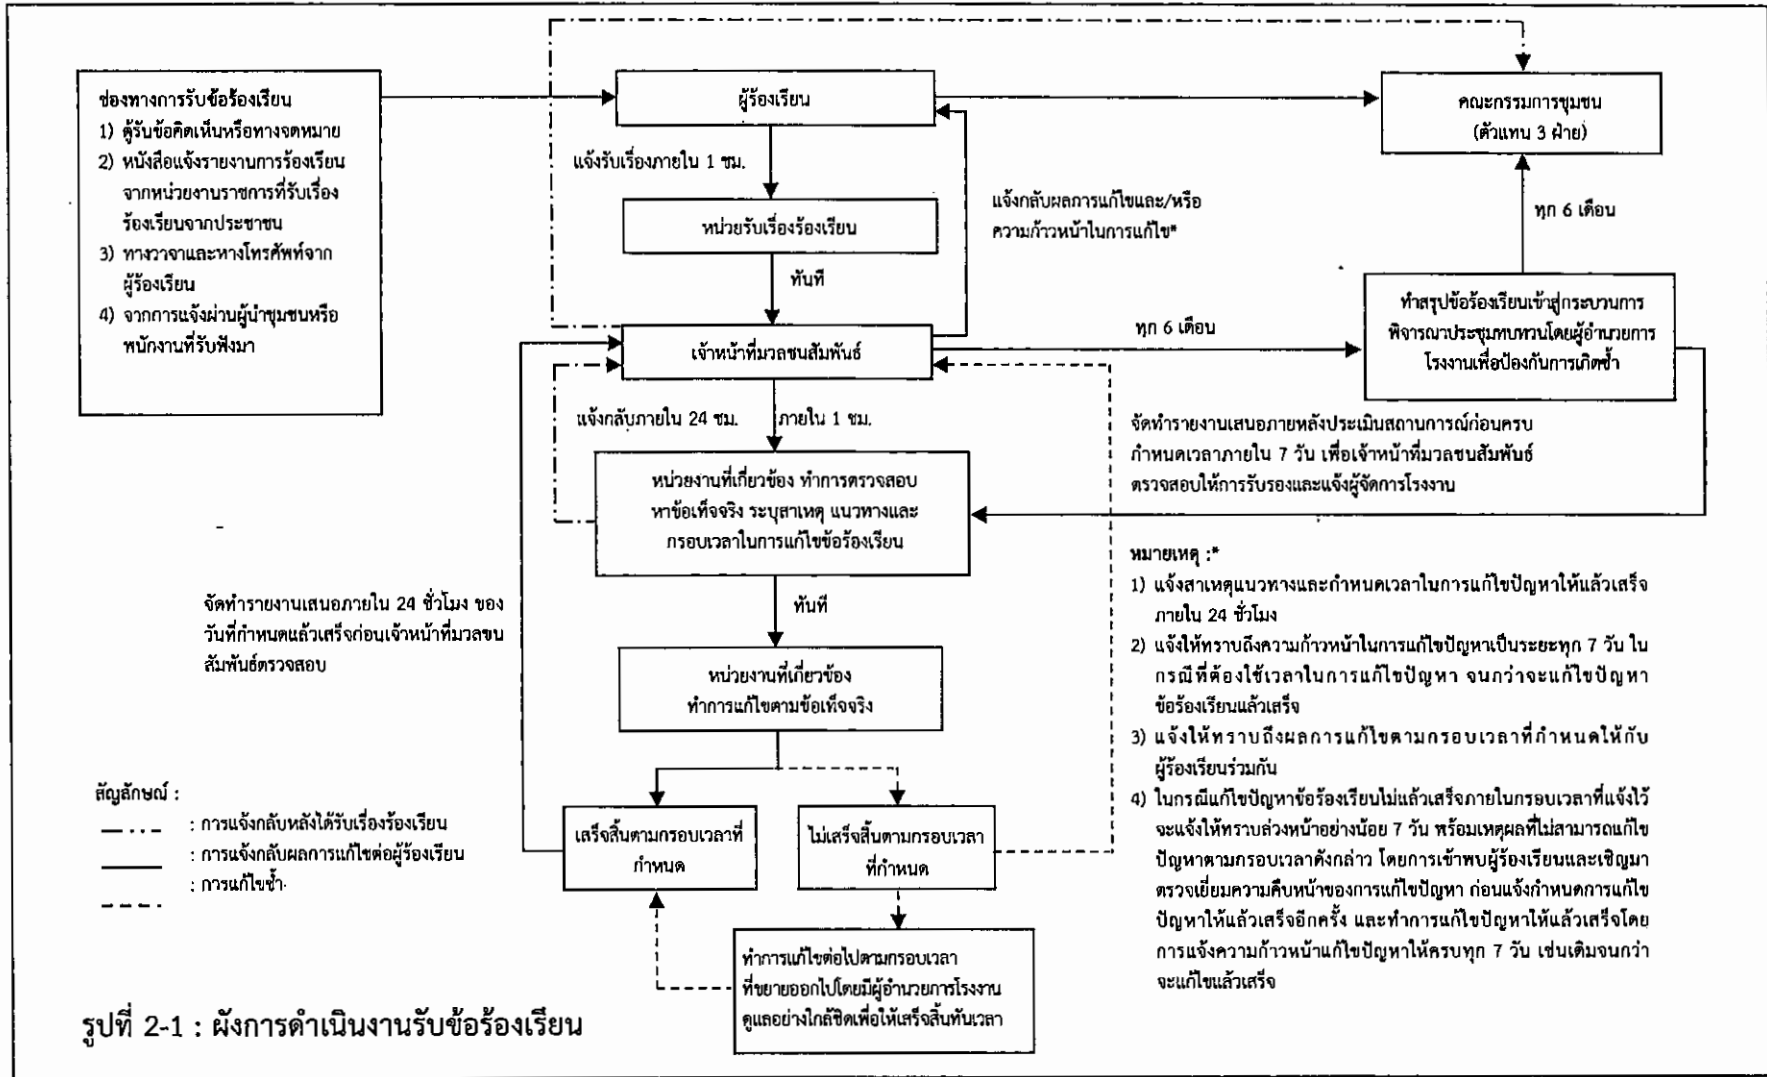 ช่องทางการรับข้อร้องเรียน
1) ตู้รับข้อคิดเห็นหรือทางจดหมาย
2) หนังสือแจ้งรายงานการร้องเรียน
จากหน่วยงานราชการที่รับเรื่อง
ร้องเรียนจากประชาชน
3) ทางวาจาและทางโทรศัพท์จาก
ผู้ร้องเรียน
4) จากการแจ้งผ่านผู้นำชุมชนหรือ
พนักงานที่รับฟังมา
ผู้ร้องเรียน
คณะกรรมการชุมชน
(ตัวแทน 3 ฝ่าย)
แจ้งรับเรื่องภายใน 1 ชม.
หน่วยรับเรื่องร้องเรียน
แจ้งกลับผลการแก้ไขและ/หรือ
ความก้าวหน้าในการแก้ไข*
ทุก 6 เดือน
ทันที
เจ้าหน้าที่มวลชนสัมพันธ์
ทุก 6 เดือน
ทำสรุปข้อร้องเรียนเข้าสู่กระบวนการ
พิจารณาประชุมทบทวนโดยผู้อำนวยการ
โรงงานเพื่อป้องกันการเกิดซ้ำ
แจ้งกลับภายใน 24 ชม.
ภายใน 1 ชม.
จัดทำรายงานเสนอภายหลังประเมินสถานการณ์ก่อนครบ
กำหนดเวลาภายใน 7 วัน เพื่อเจ้าหน้าที่มวลชนสัมพันธ์
ตรวจสอบให้การรับรองและแจ้งผู้จัดการโรงงาน
หน่วยงานที่เกี่ยวข้อง ทำการตรวจสอบ
หาข้อเท็จจริง ระบุสาเหตุ แนวทางและ
กรอบเวลาในการแก้ไขข้อร้องเรียน
จัดทำรายงานเสนอภายใน 24 ชั่วโมง ของ
วันที่กำหนดแล้วเสร็จก่อนเจ้าหน้าที่มวลชน
สัมพันธ์ตรวจสอบ
ทันที
หน่วยงานที่เกี่ยวข้อง
ทำการแก้ไขตามข้อเท็จจริง
หมายเหตุ :*
1) แจ้งสาเหตุแนวทางและกำหนดเวลาในการแก้ไขปัญหาให้แล้วเสร็จ
ภายใน 24 ชั่วโมง
2) แจ้งให้ทราบถึงความก้าวหน้าในการแก้ไขปัญหาเป็นระยะทุก 7 วัน ใน
กรณีที่ต้องใช้เวลาในการแก้ไขปัญหา จนกว่าจะแก้ไขปัญหา
ข้อร้องเรียนแล้วเสร็จ
3) แจ้งให้ทราบถึงผลการแก้ไขตามกรอบเวลาที่กำหนดให้กับ
ผู้ร้องเรียนร่วมกัน
4) ในกรณีแก้ไขปัญหาข้อร้องเรียนไม่แล้วเสร็จภายในกรอบเวลาที่แจ้งไว้
จะแจ้งให้ทราบล่วงหน้าอย่างน้อย 7 วัน พร้อมเหตุผลที่ไม่สามารถแก้ไข
ปัญหาตามกรอบเวลาดังกล่าว โดยการเข้าพบผู้ร้องเรียนและเชิญมา
ตรวจเยี่ยมความคืบหน้าของการแก้ไขปัญหา ก่อนแจ้งกำหนดการแก้ไข
ปัญหาให้แล้วเสร็จอีกครั้ง และทำการแก้ไขปัญหาให้แล้วเสร็จโดย
การแจ้งความก้าวหน้าแก้ไขปัญหาให้ครบทุก 7 วัน เช่นเดิมจนกว่า
จะแก้ไขแล้วเสร็จ
สัญลักษณ์ :
: การแจ้งกลับหลังได้รับเรื่องร้องเรียน
: การแจ้งกลับผลการแก้ไขต่อผู้ร้องเรียน
: การแก้ไขซ้ำ
เสร็จสิ้นตามกรอบเวลาที่
กำหนด
ไม่เสร็จสิ้นตามกรอบเวลา
ที่กำหนด
ทำการแก้ไขต่อไปตามกรอบเวลา
ที่ขยายออกไปโดยมีผู้อำนวยการโรงงาน
ดูแลอย่างใกล้ชิดเพื่อให้เสร็จสิ้นทันเวลา
รูปที่ 2-1 : ผังการดำเนินงานรับข้อร้องเรียน